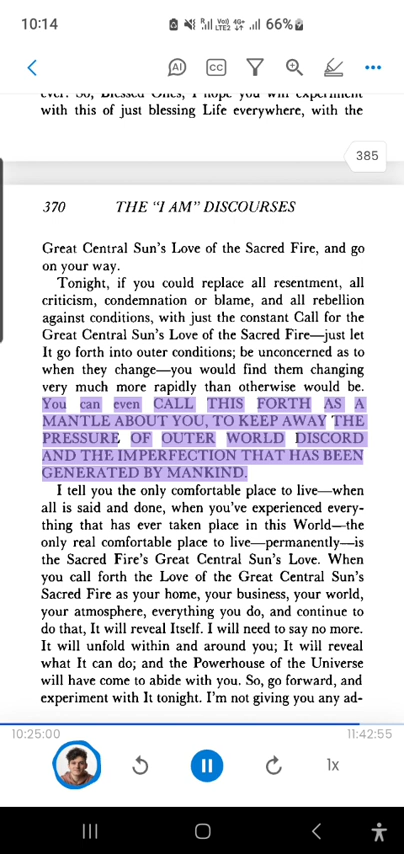 10:14
R Vo)) 4G+ LTE2 66%
AI CC
ever. So, Blessed Ones, I hope you will experiment
with this of just blessing Life everywhere, with the
385
370 THE “I AM” DISCOURSES
Great Central Sun's Love of the Sacred Fire, and go
on your way.
Tonight, if you could replace all resentment, all
criticism, condemnation or blame, and all rebellion
against conditions, with just the constant Call for the
Great Central Sun's Love of the Sacred Fire—just let
It go forth into outer conditions; be unconcerned as to
when they change—you would find them changing
very much more rapidly than otherwise would be.
You can even CALL THIS FORTH AS A
MANTLE ABOUT YOU, TO KEEP AWAY THE
PRESSURE OF OUTER WORLD DISCORD
AND THE IMPERFECTION THAT HAS BEEN
GENERATED BY MANKIND.
I tell you the only comfortable place to live—when
all is said and done, when you've experienced every-
thing that has ever taken place in this World—the
only real comfortable place to live—permanently—is
the Sacred Fire's Great Central Sun's Love. When
you call forth the Love of the Great Central Sun's
Sacred Fire as your home, your business, your world,
your atmosphere, everything you do, and continue to
do that, It will reveal Itself. I will need to say no more.
It will unfold within and around you; It will reveal
what It can do; and the Powerhouse of the Universe
will have come to abide with you. So, go forward, and
experiment with It tonight. I'm not giving you any ad-
10:25:00 11:42:55
1x